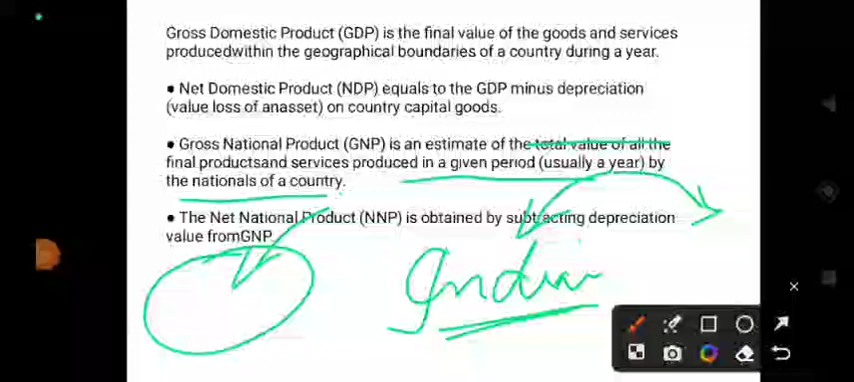 Gross Domestic Product (GDP) is the final value of the goods and services
producedwithin the geographical boundaries of a country during a year.
● Net Domestic Product (NDP) equals to the GDP minus depreciation
(value loss of anasset) on country capital goods.
● Gross National Product (GNP) is an estimate of the total value of all the
final productsand services produced in a given period (usually a year) by
the nationals of a country.
● The Net National Product (NNP) is obtained by subtracting depreciation
value fromGNP.
Indian